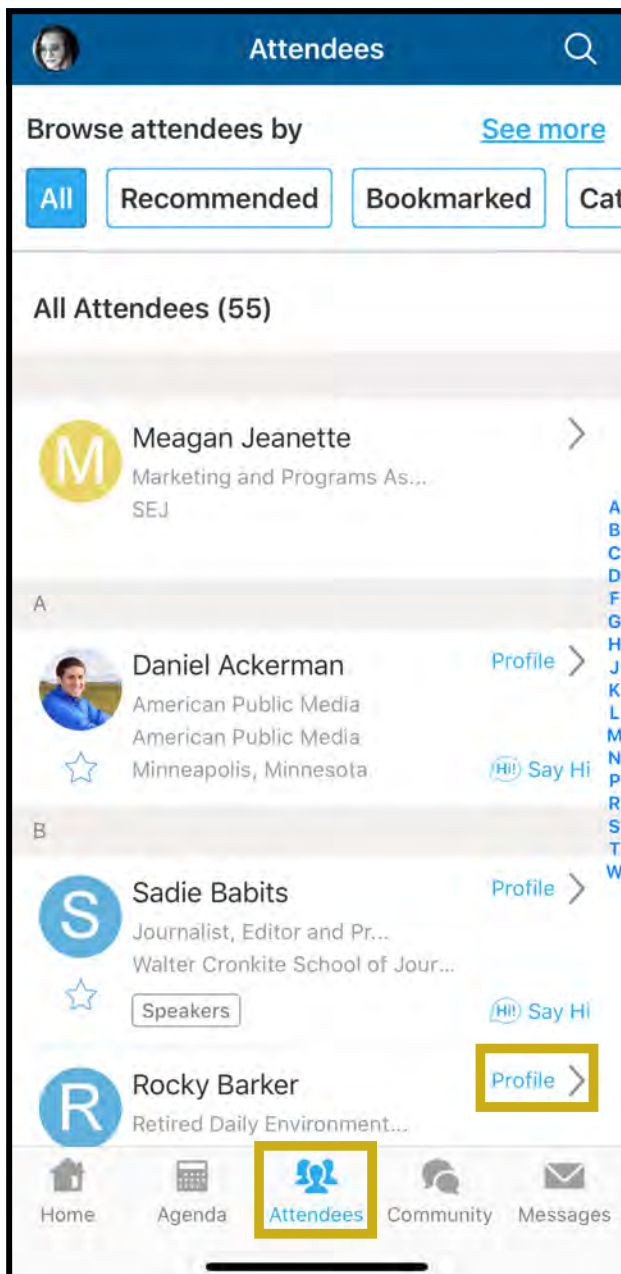 Attendees
Browse attendees by See more
All Recommended Bookmarked Cat
All Attendees (55)
M Meagan Jeanette
Marketing and Programs As...
SEJ
A
Daniel Ackerman Profile
American Public Media
American Public Media
Minneapolis, Minnesota Hi! Say Hi
B
S Sadie Babits Profile
Journalist, Editor and Pr...
Walter Cronkite School of Jour...
Speakers Hi! Say Hi
R Rocky Barker Profile
Retired Daily Environment...
A
B
C
D
F
G
H
J
K
L
M
N
P
R
S
T
W
Home Agenda Attendees Community Messages